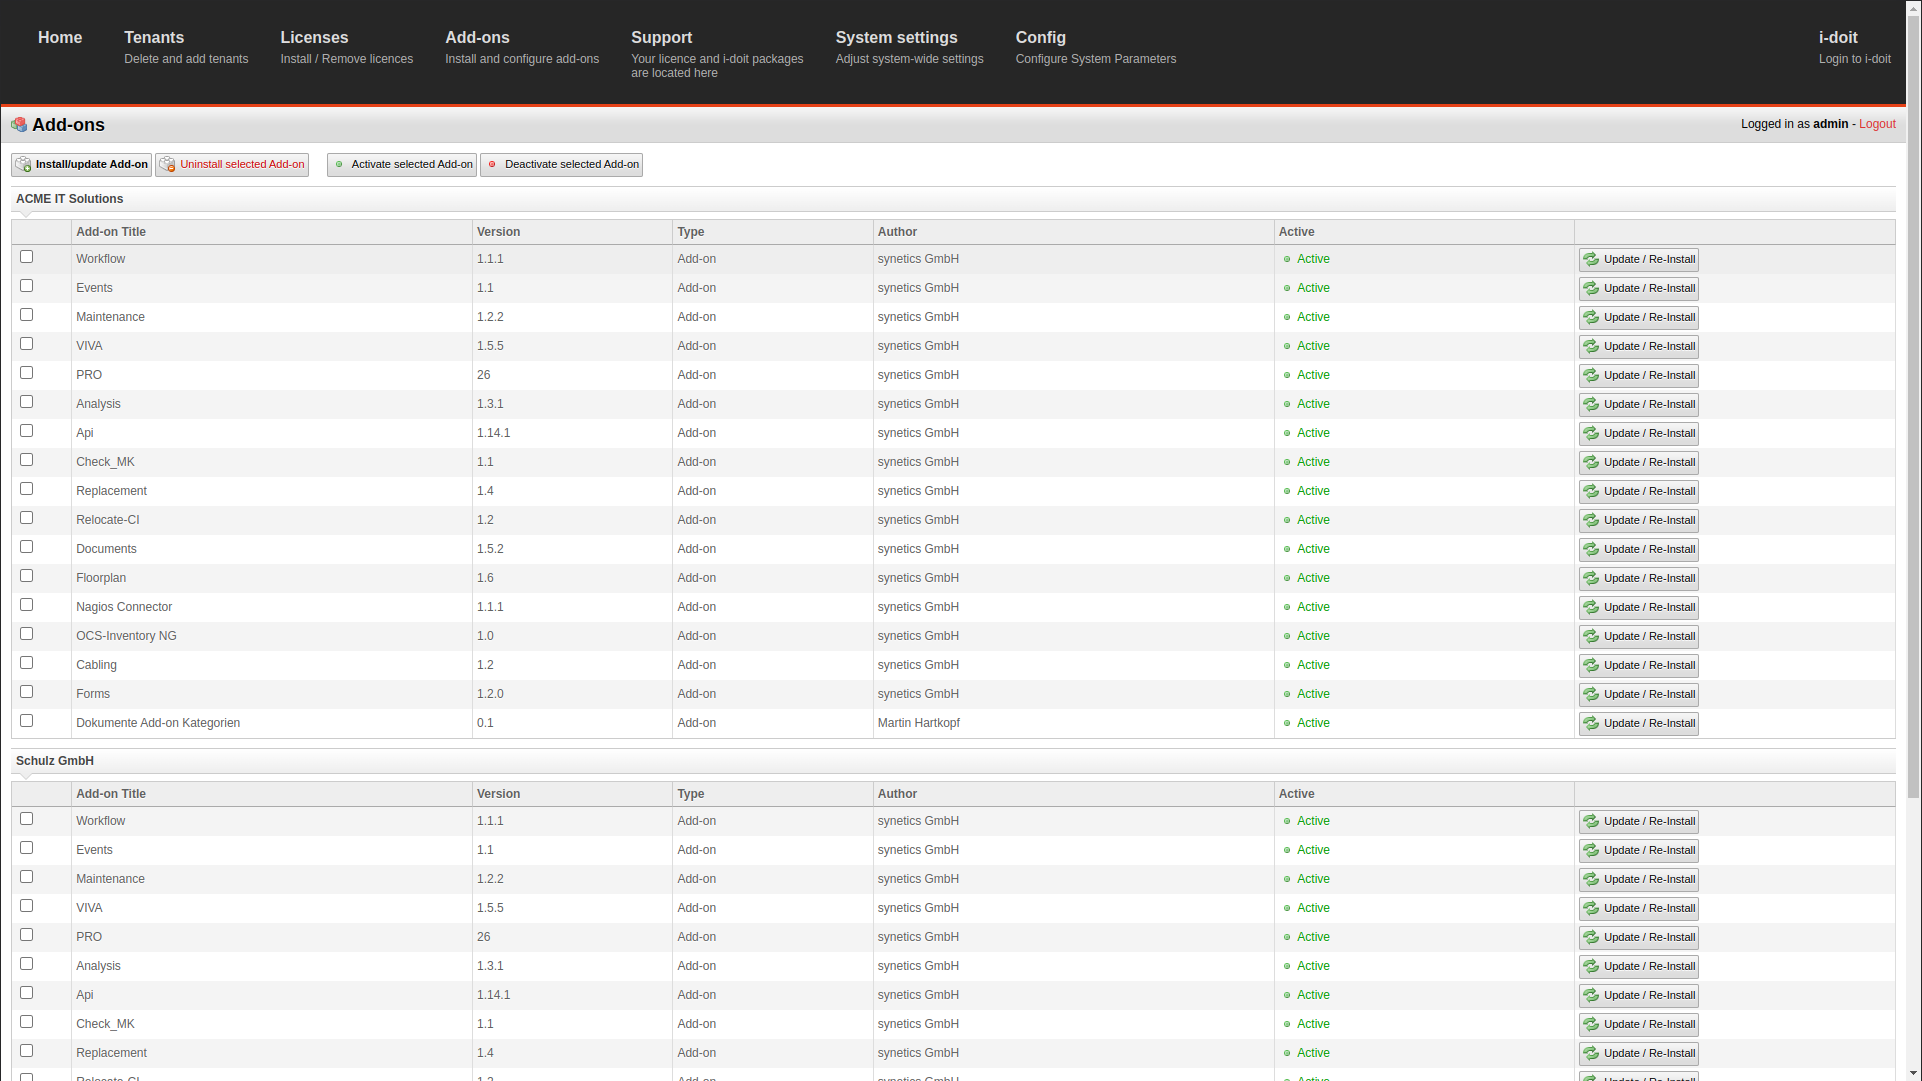 Home
Tenants
Delete and add tenants
Licenses
Install / Remove licences
Add-ons
Install and configure add-ons
Support
Your licence and i-doit packages
are located here
System settings
Adjust system-wide settings
Config
Configure System Parameters
i-doit
Login to i-doit
Add-ons
Logged in as admin - Logout
Install/update Add-on Uninstall selected Add-on Activate selected Add-on Deactivate selected Add-on
ACME IT Solutions
Add-on Title Version Type Author Active
Workflow 1.1.1 Add-on synetics GmbH Active Update / Re-Install
Events 1.1 Add-on synetics GmbH Active Update / Re-Install
Maintenance 1.2.2 Add-on synetics GmbH Active Update / Re-Install
VIVA 1.5.5 Add-on synetics GmbH Active Update / Re-Install
PRO 26 Add-on synetics GmbH Active Update / Re-Install
Analysis 1.3.1 Add-on synetics GmbH Active Update / Re-Install
Api 1.14.1 Add-on synetics GmbH Active Update / Re-Install
Check_MK 1.1 Add-on synetics GmbH Active Update / Re-Install
Replacement 1.4 Add-on synetics GmbH Active Update / Re-Install
Relocate-CI 1.2 Add-on synetics GmbH Active Update / Re-Install
Documents 1.5.2 Add-on synetics GmbH Active Update / Re-Install
Floorplan 1.6 Add-on synetics GmbH Active Update / Re-Install
Nagios Connector 1.1.1 Add-on synetics GmbH Active Update / Re-Install
OCS-Inventory NG 1.0 Add-on synetics GmbH Active Update / Re-Install
Cabling 1.2 Add-on synetics GmbH Active Update / Re-Install
Forms 1.2.0 Add-on synetics GmbH Active Update / Re-Install
Dokumente Add-on Kategorien 0.1 Add-on Martin Hartkopf Active Update / Re-Install
Schulz GmbH
Add-on Title Version Type Author Active
Workflow 1.1.1 Add-on synetics GmbH Active Update / Re-Install
Events 1.1 Add-on synetics GmbH Active Update / Re-Install
Maintenance 1.2.2 Add-on synetics GmbH Active Update / Re-Install
VIVA 1.5.5 Add-on synetics GmbH Active Update / Re-Install
PRO 26 Add-on synetics GmbH Active Update / Re-Install
Analysis 1.3.1 Add-on synetics GmbH Active Update / Re-Install
Api 1.14.1 Add-on synetics GmbH Active Update / Re-Install
Check_MK 1.1 Add-on synetics GmbH Active Update / Re-Install
Replacement 1.4 Add-on synetics GmbH Active Update / Re-Install
Relocate-CI 1.2 Add-on synetics GmbH Active Update / Re-Install